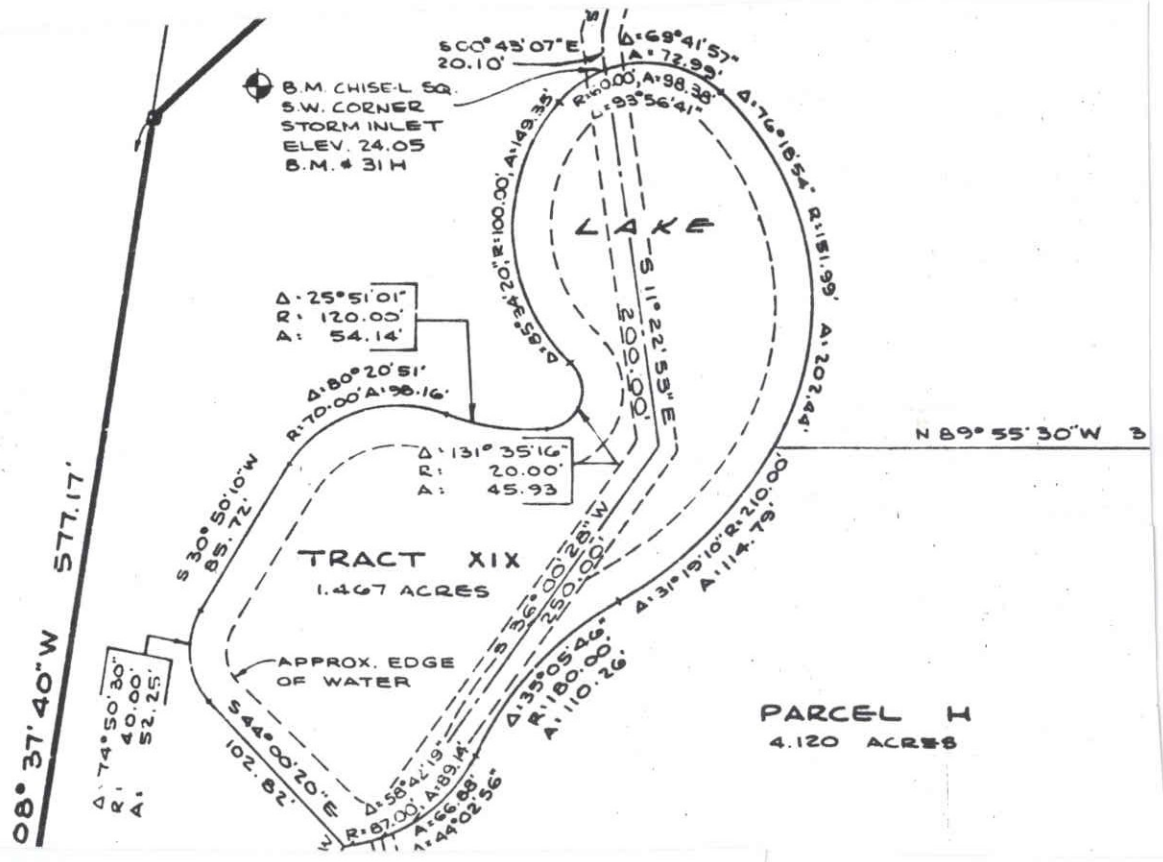 S 00° 43' 07" E
20.10'
Δ=69° 41' 57"
A=72.99'
B.M. CHISEL SQ.
S.W. CORNER
STORM INLET
ELEV. 24.05
B.M. # 31 H
A=98.38'
93° 56' 41"
Δ=76° 18' 54" R=151.99' A=202.44'
Δ=85° 34' 20", R=100.00', A=149.35'
LAKE
S 11° 22' 53" E
200.00'
Δ=25° 51' 01"
R= 120.00'
A= 54.14'
Δ=80° 20' 51"
R=70.00' A=98.16'
N 89° 55' 30" W 3
Δ=131° 35' 16"
R= 20.00'
A= 45.93
S 30° 50' 10" W
85.72'
08° 37' 40" W 577.17'
TRACT XIX
1.467 ACRES
S 36° 00' 28" W
250.00'
Δ=31° 19' 10" R=210.00'
A=114.79'
APPROX. EDGE
OF WATER
Δ=35° 05' 46"
R=180.00'
A=110.26'
Δ= 74° 50' 30"
R= 40.00'
A= 52.25'
S 44° 00' 20" E
102.82'
PARCEL H
4.120 ACRES
Δ=58° 42' 19"
R=87.00', A=89.14'
A=66.88'
Δ=44° 02' 56"